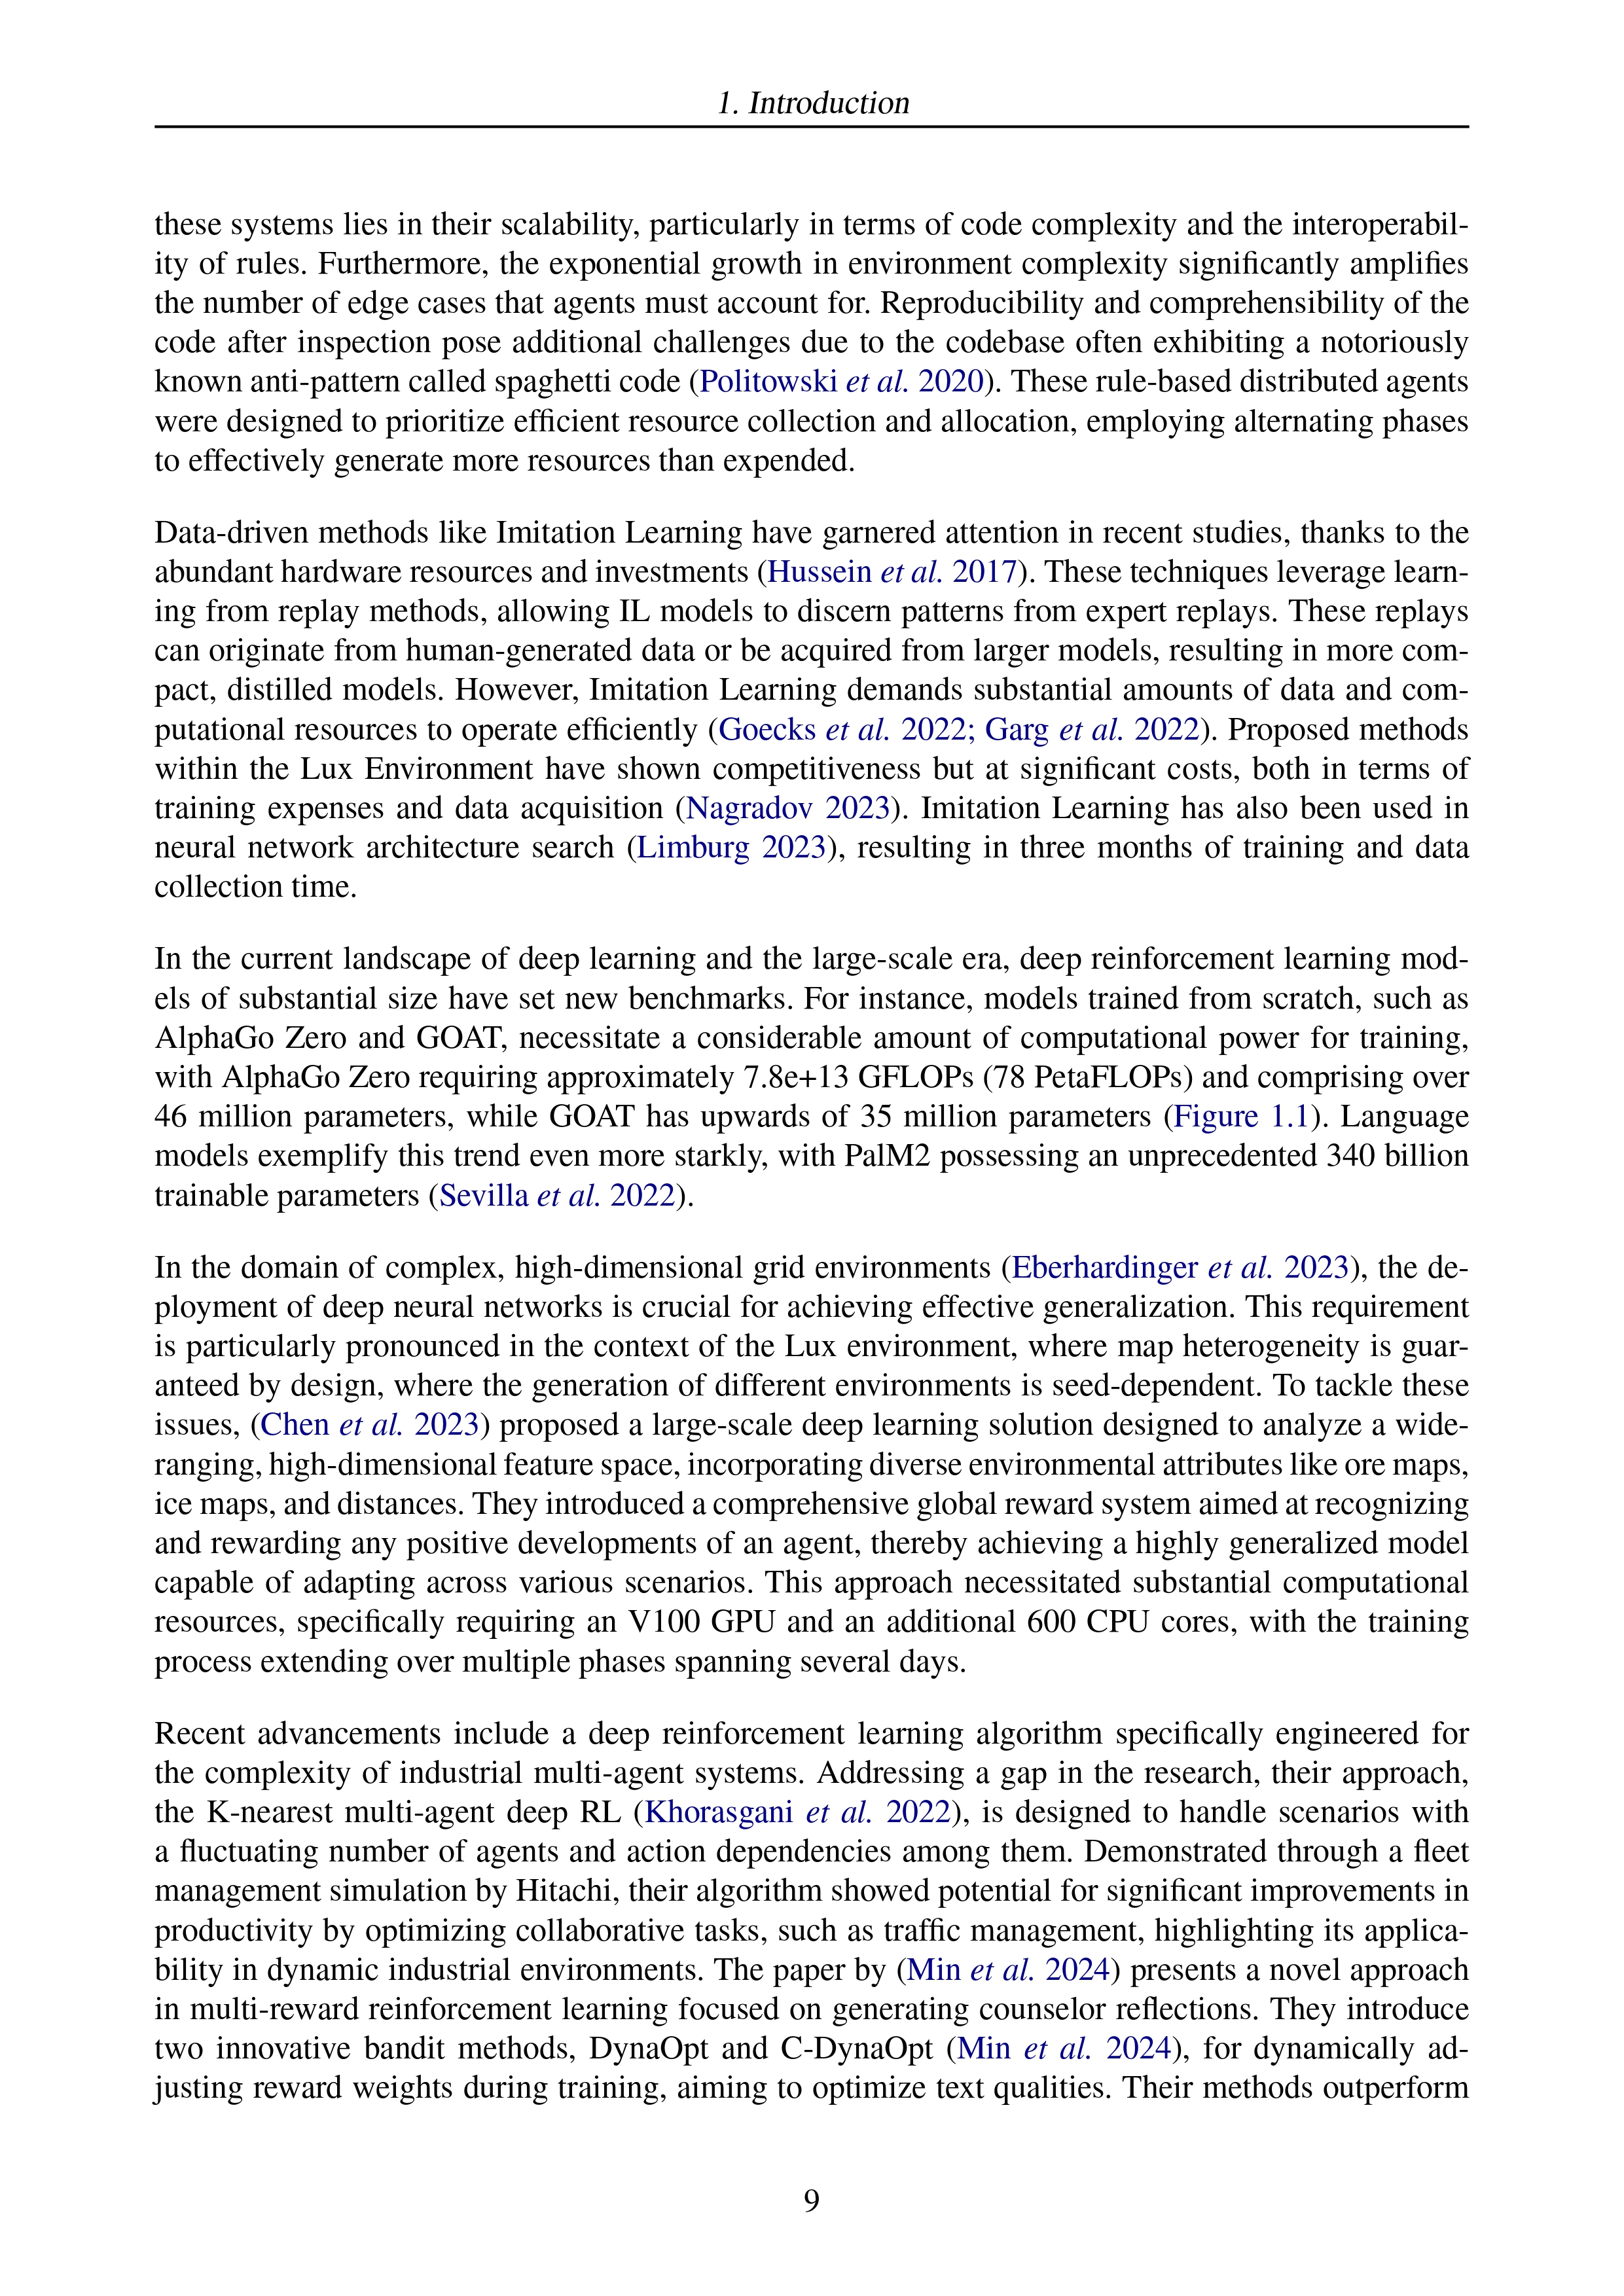 1. Introduction
these systems lies in their scalability, particularly in terms of code complexity and the interoperabil-
ity of rules. Furthermore, the exponential growth in environment complexity significantly amplifies
the number of edge cases that agents must account for. Reproducibility and comprehensibility of the
code after inspection pose additional challenges due to the codebase often exhibiting a notoriously
known anti-pattern called spaghetti code (Politowski et al. 2020). These rule-based distributed agents
were designed to prioritize efficient resource collection and allocation, employing alternating phases
to effectively generate more resources than expended.
Data-driven methods like Imitation Learning have garnered attention in recent studies, thanks to the
abundant hardware resources and investments (Hussein et al. 2017). These techniques leverage learn-
ing from replay methods, allowing IL models to discern patterns from expert replays. These replays
can originate from human-generated data or be acquired from larger models, resulting in more com-
pact, distilled models. However, Imitation Learning demands substantial amounts of data and com-
putational resources to operate efficiently (Goecks et al. 2022; Garg et al. 2022). Proposed methods
within the Lux Environment have shown competitiveness but at significant costs, both in terms of
training expenses and data acquisition (Nagradov 2023). Imitation Learning has also been used in
neural network architecture search (Limburg 2023), resulting in three months of training and data
collection time.
In the current landscape of deep learning and the large-scale era, deep reinforcement learning mod-
els of substantial size have set new benchmarks. For instance, models trained from scratch, such as
AlphaGo Zero and GOAT, necessitate a considerable amount of computational power for training,
with AlphaGo Zero requiring approximately 7.8e+13 GFLOPs (78 PetaFLOPs) and comprising over
46 million parameters, while GOAT has upwards of 35 million parameters (Figure 1.1). Language
models exemplify this trend even more starkly, with PalM2 possessing an unprecedented 340 billion
trainable parameters (Sevilla et al. 2022).
In the domain of complex, high-dimensional grid environments (Eberhardinger et al. 2023), the de-
ployment of deep neural networks is crucial for achieving effective generalization. This requirement
is particularly pronounced in the context of the Lux environment, where map heterogeneity is guar-
anteed by design, where the generation of different environments is seed-dependent. To tackle these
issues, (Chen et al. 2023) proposed a large-scale deep learning solution designed to analyze a wide-
ranging, high-dimensional feature space, incorporating diverse environmental attributes like ore maps,
ice maps, and distances. They introduced a comprehensive global reward system aimed at recognizing
and rewarding any positive developments of an agent, thereby achieving a highly generalized model
capable of adapting across various scenarios. This approach necessitated substantial computational
resources, specifically requiring an V100 GPU and an additional 600 CPU cores, with the training
process extending over multiple phases spanning several days.
Recent advancements include a deep reinforcement learning algorithm specifically engineered for
the complexity of industrial multi-agent systems. Addressing a gap in the research, their approach,
the K-nearest multi-agent deep RL (Khorasgani et al. 2022), is designed to handle scenarios with
a fluctuating number of agents and action dependencies among them. Demonstrated through a fleet
management simulation by Hitachi, their algorithm showed potential for significant improvements in
productivity by optimizing collaborative tasks, such as traffic management, highlighting its applica-
bility in dynamic industrial environments. The paper by (Min et al. 2024) presents a novel approach
in multi-reward reinforcement learning focused on generating counselor reflections. They introduce
two innovative bandit methods, DynaOpt and C-DynaOpt (Min et al. 2024), for dynamically ad-
justing reward weights during training, aiming to optimize text qualities. Their methods outperform
9